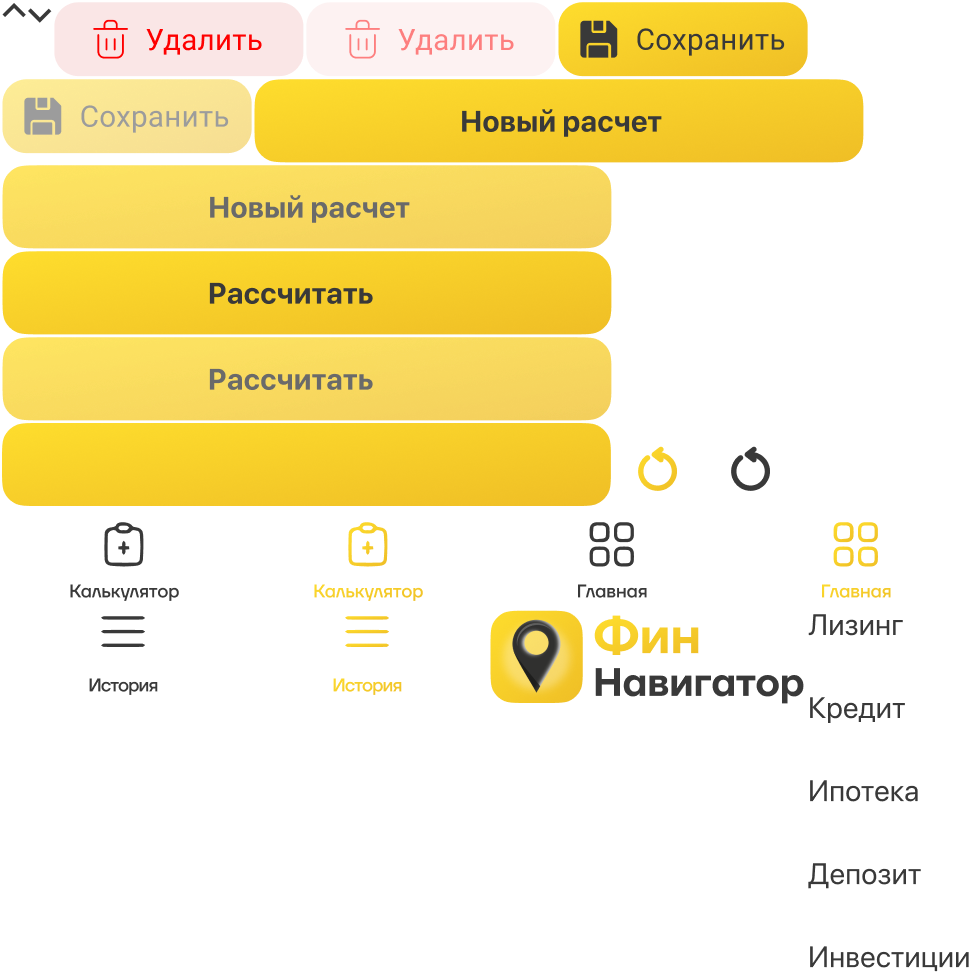 Удалить
Удалить
Сохранить
Сохранить
Новый расчет
Новый расчет
Рассчитать
Рассчитать
Калькулятор
Калькулятор
Главная
Главная
История
История
Фин
Навигатор
Лизинг
Кредит
Ипотека
Депозит
Инвестиции